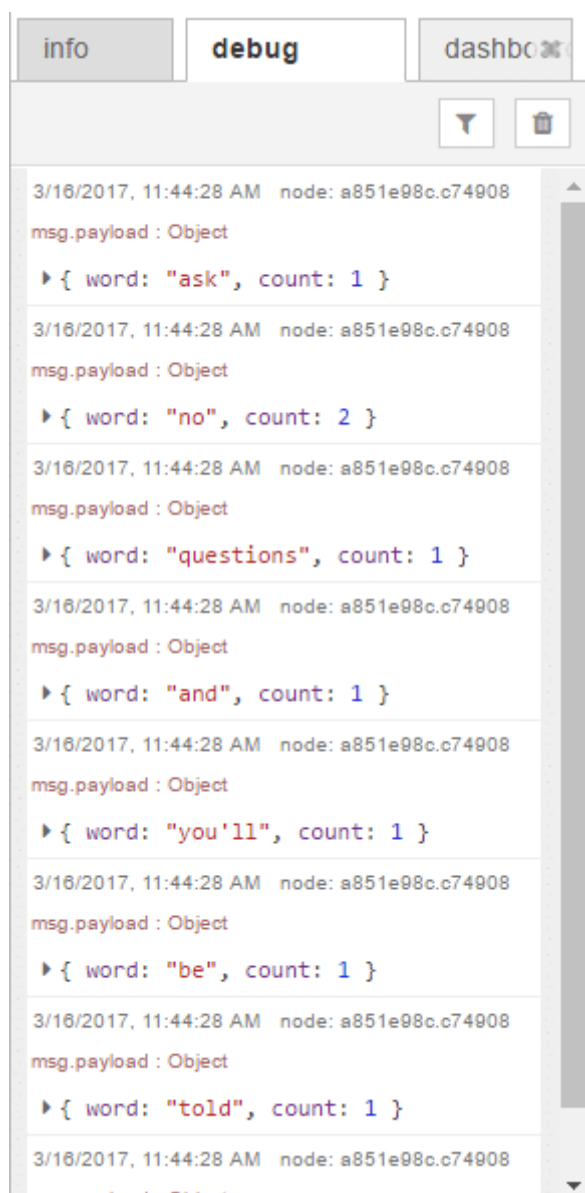 info
debug
dashbo
3/16/2017, 11:44:28 AM node: a851e98c.c74908
msg.payload : Object
{ word: "ask", count: 1 }
3/16/2017, 11:44:28 AM node: a851e98c.c74908
msg.payload : Object
{ word: "no", count: 2 }
3/16/2017, 11:44:28 AM node: a851e98c.c74908
msg.payload : Object
{ word: "questions", count: 1 }
3/16/2017, 11:44:28 AM node: a851e98c.c74908
msg.payload : Object
{ word: "and", count: 1 }
3/16/2017, 11:44:28 AM node: a851e98c.c74908
msg.payload : Object
{ word: "you'll", count: 1 }
3/16/2017, 11:44:28 AM node: a851e98c.c74908
msg.payload : Object
{ word: "be", count: 1 }
3/16/2017, 11:44:28 AM node: a851e98c.c74908
msg.payload : Object
{ word: "told", count: 1 }
3/16/2017, 11:44:28 AM node: a851e98c.c74908